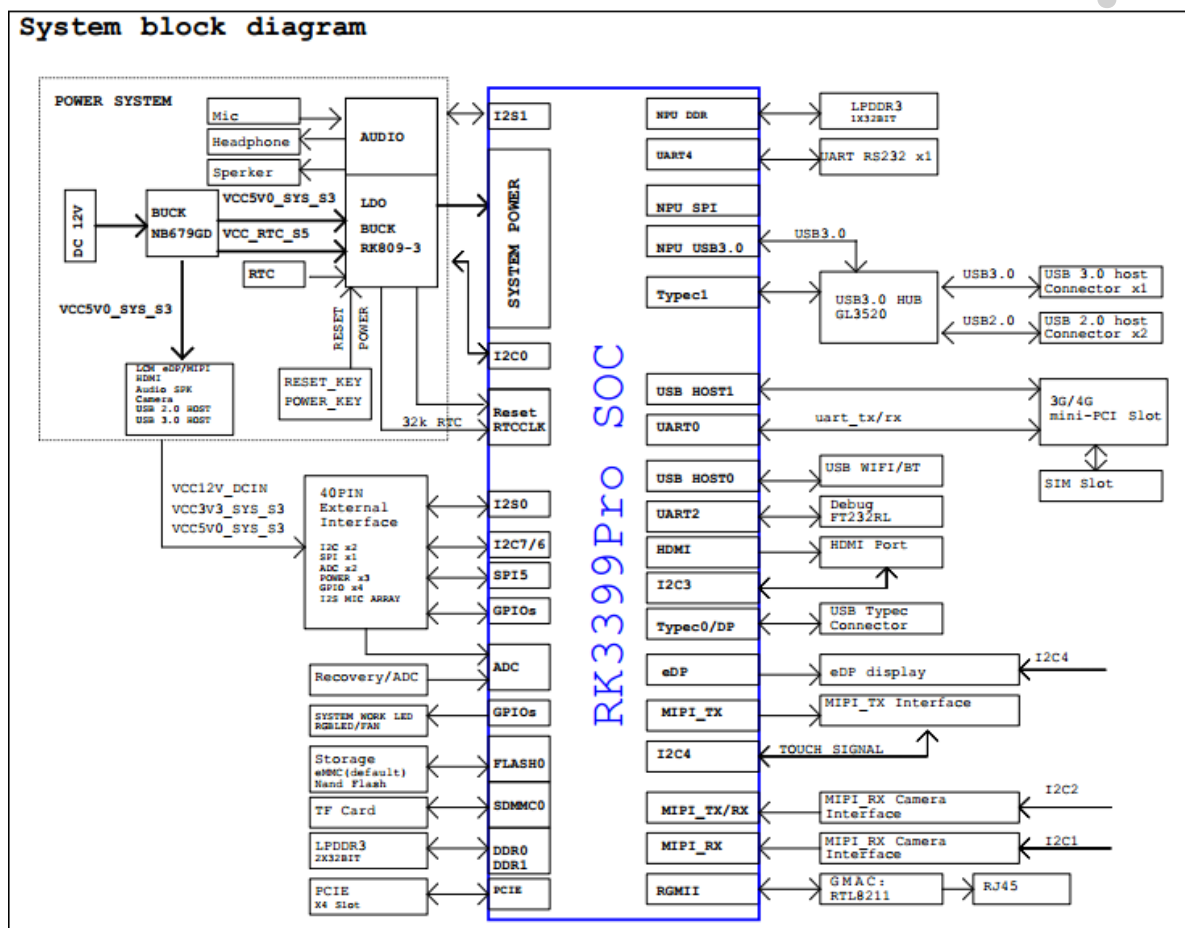 System block diagram
POWER SYSTEM
Mic
Headphone
Sperker
AUDIO
DC 12V
BUCK
NB679GD
VCC5V0_SYS_S3
VCC_RTC_S5
LDO
BUCK
RK809-3
RTC
VCC5V0_SYS_S3
RESET
POWER
LCM eDP/MIPI
HDMI
Audio SPK
Camera
USB 2.0 HOST
USB 3.0 HOST
RESET_KEY
POWER_KEY
32k RTC
VCC12V_DCIN
VCC3V3_SYS_S3
VCC5V0_SYS_S3
40PIN
External
Interface
I2C x2
SPI x1
ADC x2
POWER x3
GPIO x4
I2S MIC ARRAY
Recovery/ADC
SYSTEM WORK LED
RGBLED/FAN
Storage
eMMC(default)
Nand Flash
TF Card
LPDDR3
2X32BIT
PCIE
X4 Slot
I2S1
SYSTEM POWER
I2C0
Reset
RTCCLK
I2S0
I2C7/6
SPI5
GPIOs
ADC
GPIOs
FLASH0
SDMMC0
DDR0
DDR1
PCIE
RK3399Pro SOC
NPU DDR
UART4
NPU SPI
NPU USB3.0
Typec1
USB HOST1
UART0
USB HOST0
UART2
HDMI
I2C3
Typec0/DP
eDP
MIPI_TX
I2C4
MIPI_TX/RX
MIPI_RX
RGMII
LPDDR3
1X32BIT
UART RS232 x1
USB3.0
USB3.0 HUB
GL3520
USB3.0
USB 3.0 host
Connector x1
USB2.0
USB 2.0 host
Connector x2
uart_tx/rx
3G/4G
mini-PCI Slot
SIM Slot
USB WIFI/BT
Debug
FT232RL
HDMI Port
USB Typec
Connector
eDP display
I2C4
MIPI_TX Interface
TOUCH SIGNAL
MIPI_RX Camera
Interface
I2C2
MIPI_RX Camera
Interface
I2C1
GMAC:
RTL8211
RJ45